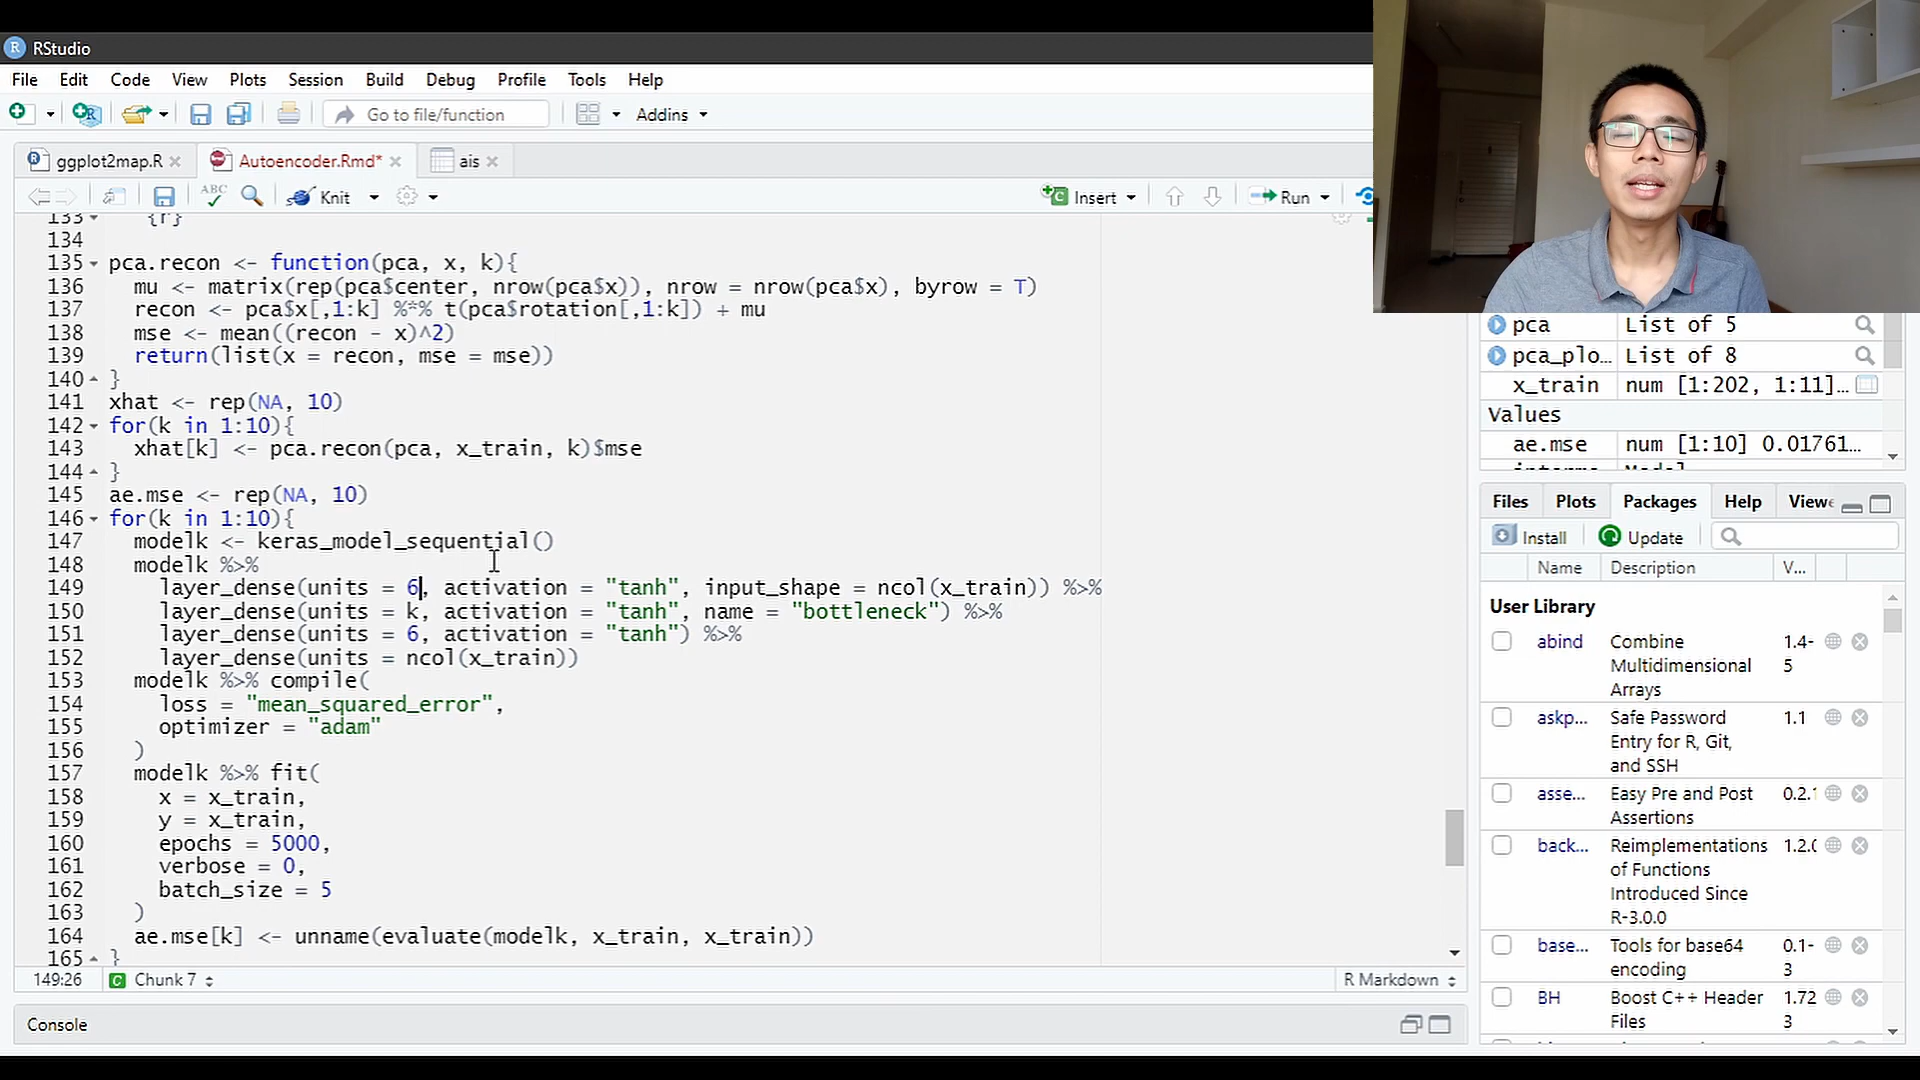 RStudio
File Edit Code View Plots Session Build Debug Profile Tools Help
Go to file/function Addins
ggplot2map.R Autoencoder.Rmd* ais
ABC Knit Insert Run
133 {r}
134
135 pca.recon <- function(pca, x, k){
136 mu <- matrix(rep(pca$center, nrow(pca$x)), nrow = nrow(pca$x), byrow = T)
137 recon <- pca$x[,1:k] %*% t(pca$rotation[,1:k]) + mu
138 mse <- mean((recon - x)^2)
139 return(list(x = recon, mse = mse))
140 }
141 xhat <- rep(NA, 10)
142 for(k in 1:10){
143 xhat[k] <- pca.recon(pca, x_train, k)$mse
144 }
145 ae.mse <- rep(NA, 10)
146 for(k in 1:10){
147 modelk <- keras_model_sequential()
148 modelk %>%
149 layer_dense(units = 6, activation = "tanh", input_shape = ncol(x_train)) %>%
150 layer_dense(units = k, activation = "tanh", name = "bottleneck") %>%
151 layer_dense(units = 6, activation = "tanh") %>%
152 layer_dense(units = ncol(x_train))
153 modelk %>% compile(
154 loss = "mean_squared_error",
155 optimizer = "adam"
156 )
157 modelk %>% fit(
158 x = x_train,
159 y = x_train,
160 epochs = 5000,
161 verbose = 0,
162 batch_size = 5
163 )
164 ae.mse[k] <- unname(evaluate(modelk, x_train, x_train))
165 }
149:26 Chunk 7 R Markdown
Console
pca List of 5
pca_plo... List of 8
x_train num [1:202, 1:11]...
Values
ae.mse num [1:10] 0.01761...
Files Plots Packages Help Viewe
Install Update
Name Description V...
User Library
abind Combine Multidimensional Arrays 1.4-5
askp... Safe Password Entry for R, Git, and SSH 1.1
asse... Easy Pre and Post Assertions 0.2.1
back... Reimplementations of Functions Introduced Since R-3.0.0 1.2.0
base... Tools for base64 encoding 0.1-3
BH Boost C++ Header Files 1.72 3